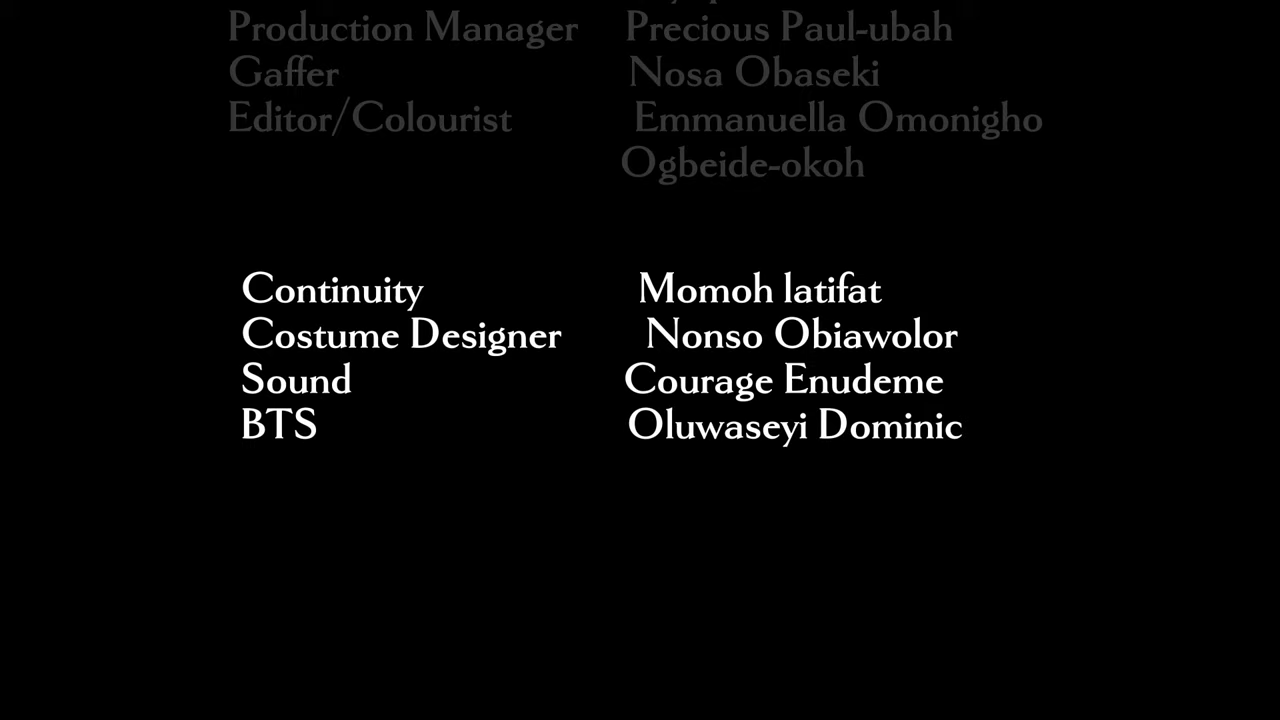 Production Manager Precious Paul-ubah
Gaffer Nosa Obaseki
Editor/Colourist Emmanuella Omonigho
Ogbeide-okoh
Continuity Momoh latifat
Costume Designer Nonso Obiawolor
Sound Courage Enudeme
BTS Oluwaseyi Dominic